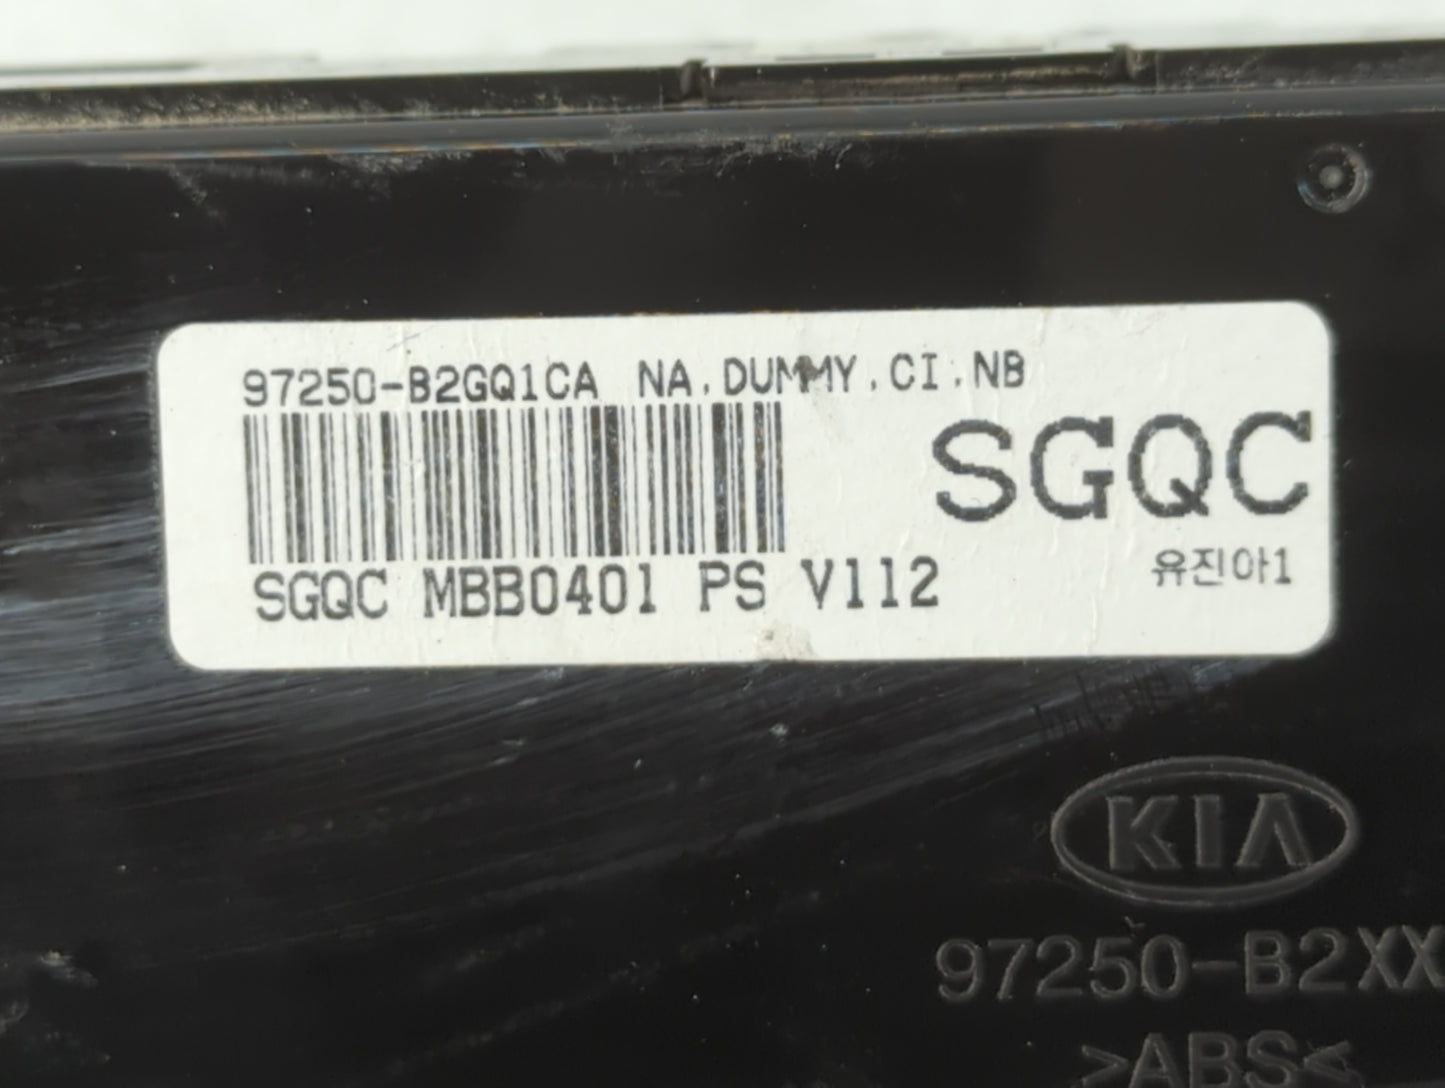 97250-B2GQ1CA NA.DUMMY.CI.NB
SGQC
SGQC MBB0401 PS V112
유진아1
KIA
97250-B2XX
>ABS<